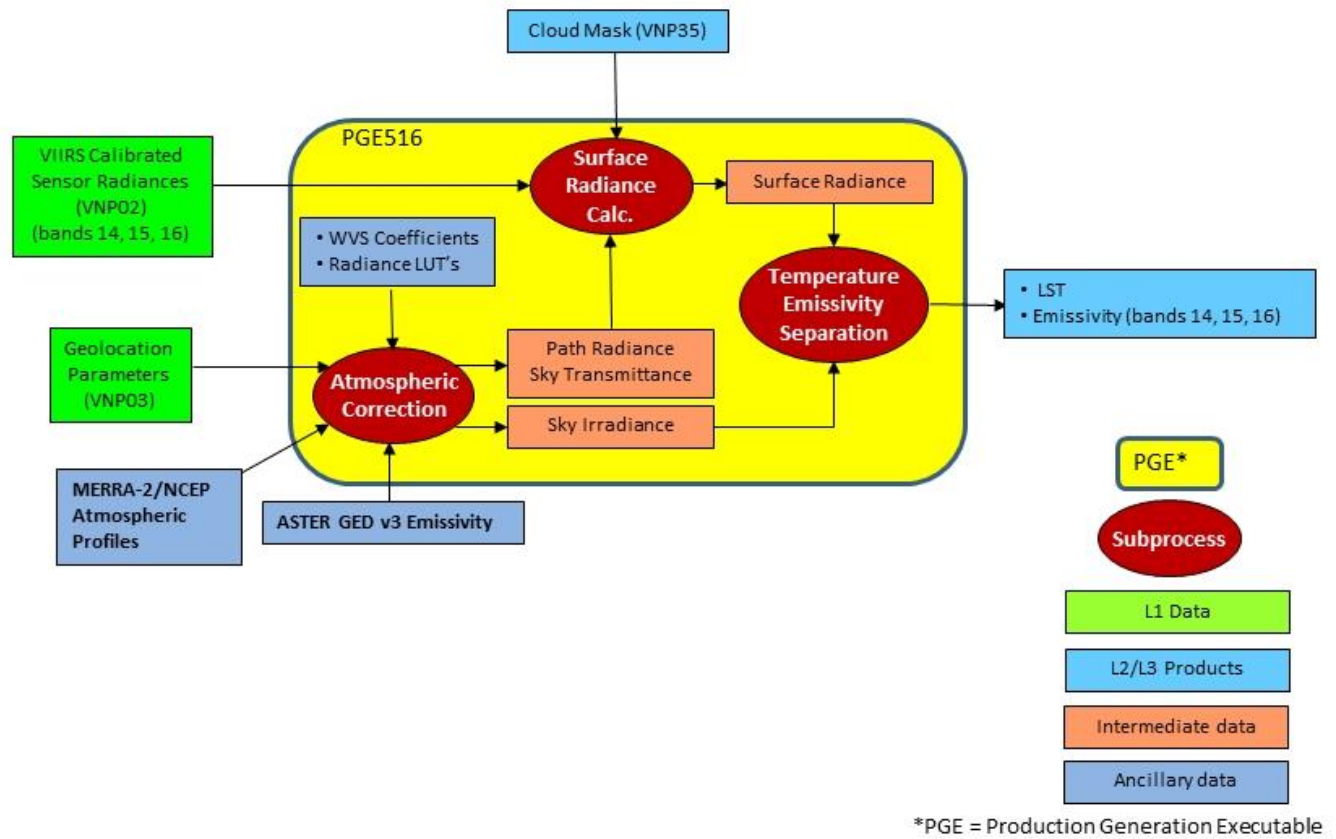 Cloud Mask (VNP35)
PGE516
VIIRS Calibrated
Sensor Radiances
(VNP02)
(bands 14, 15, 16)
Surface
Radiance
Calc.
Surface Radiance
• WVS Coefficients
• Radiance LUT's
Temperature
Emissivity
Separation
• LST
• Emissivity (bands 14, 15, 16)
Geolocation
Parameters
(VNP03)
Atmospheric
Correction
Path Radiance
Sky Transmittance
Sky Irradiance
MERRA-2/NCEP
Atmospheric
Profiles
ASTER GED v3 Emissivity
PGE*
Subprocess
L1 Data
L2/L3 Products
Intermediate data
Ancillary data
*PGE = Production Generation Executable